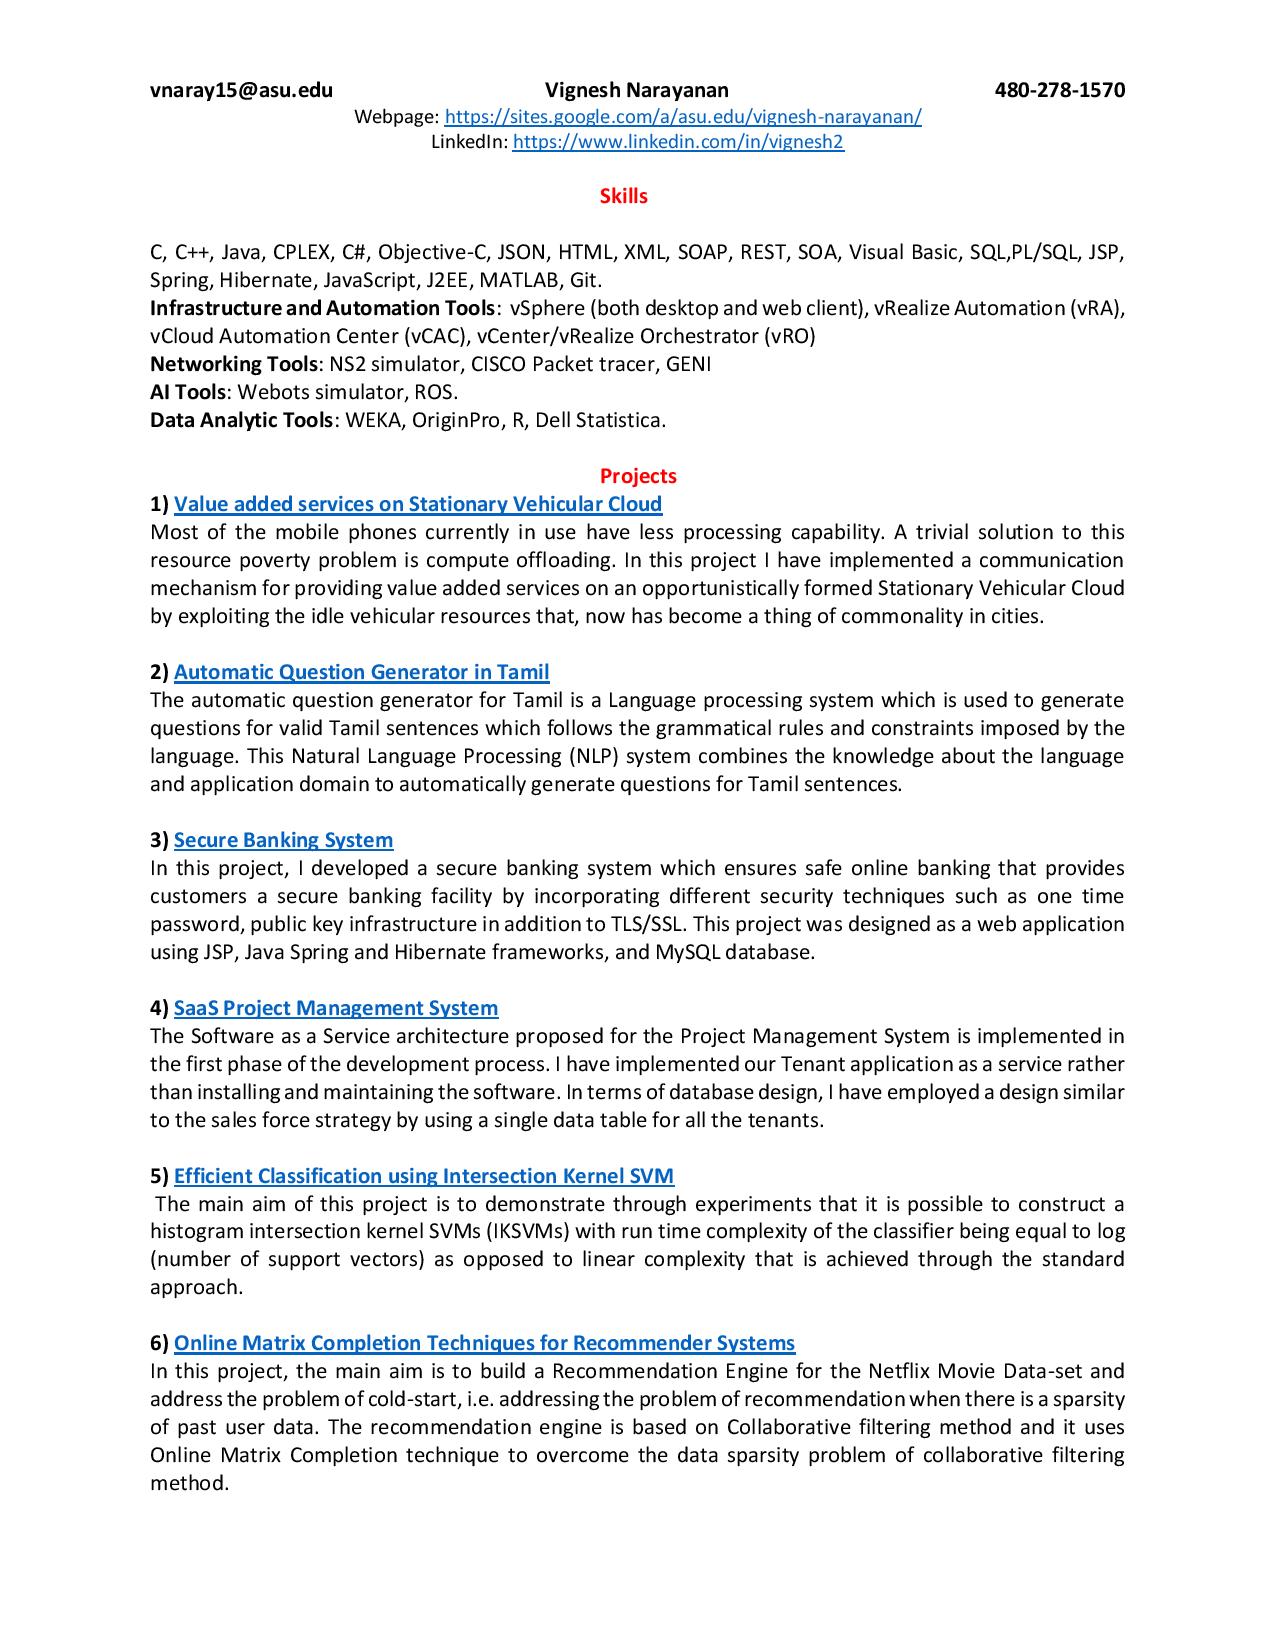 vnaray15@asu.edu Vignesh Narayanan 480-278-1570
Webpage: https://sites.google.com/a/asu.edu/vignesh-narayanan/
LinkedIn: https://www.linkedin.com/in/vignesh2
Skills
C, C++, Java, CPLEX, C#, Objective-C, JSON, HTML, XML, SOAP, REST, SOA, Visual Basic, SQL,PL/SQL, JSP,
Spring, Hibernate, JavaScript, J2EE, MATLAB, Git.
Infrastructure and Automation Tools: vSphere (both desktop and web client), vRealize Automation (vRA),
vCloud Automation Center (vCAC), vCenter/vRealize Orchestrator (vRO)
Networking Tools: NS2 simulator, CISCO Packet tracer, GENI
AI Tools: Webots simulator, ROS.
Data Analytic Tools: WEKA, OriginPro, R, Dell Statistica.
Projects
1) Value added services on Stationary Vehicular Cloud
Most of the mobile phones currently in use have less processing capability. A trivial solution to this
resource poverty problem is compute offloading. In this project I have implemented a communication
mechanism for providing value added services on an opportunistically formed Stationary Vehicular Cloud
by exploiting the idle vehicular resources that, now has become a thing of commonality in cities.
2) Automatic Question Generator in Tamil
The automatic question generator for Tamil is a Language processing system which is used to generate
questions for valid Tamil sentences which follows the grammatical rules and constraints imposed by the
language. This Natural Language Processing (NLP) system combines the knowledge about the language
and application domain to automatically generate questions for Tamil sentences.
3) Secure Banking System
In this project, I developed a secure banking system which ensures safe online banking that provides
customers a secure banking facility by incorporating different security techniques such as one time
password, public key infrastructure in addition to TLS/SSL. This project was designed as a web application
using JSP, Java Spring and Hibernate frameworks, and MySQL database.
4) SaaS Project Management System
The Software as a Service architecture proposed for the Project Management System is implemented in
the first phase of the development process. I have implemented our Tenant application as a service rather
than installing and maintaining the software. In terms of database design, I have employed a design similar
to the sales force strategy by using a single data table for all the tenants.
5) Efficient Classification using Intersection Kernel SVM
The main aim of this project is to demonstrate through experiments that it is possible to construct a
histogram intersection kernel SVMs (IKSVMs) with run time complexity of the classifier being equal to log
(number of support vectors) as opposed to linear complexity that is achieved through the standard
approach.
6) Online Matrix Completion Techniques for Recommender Systems
In this project, the main aim is to build a Recommendation Engine for the Netflix Movie Data-set and
address the problem of cold-start, i.e. addressing the problem of recommendation when there is a sparsity
of past user data. The recommendation engine is based on Collaborative filtering method and it uses
Online Matrix Completion technique to overcome the data sparsity problem of collaborative filtering
method.